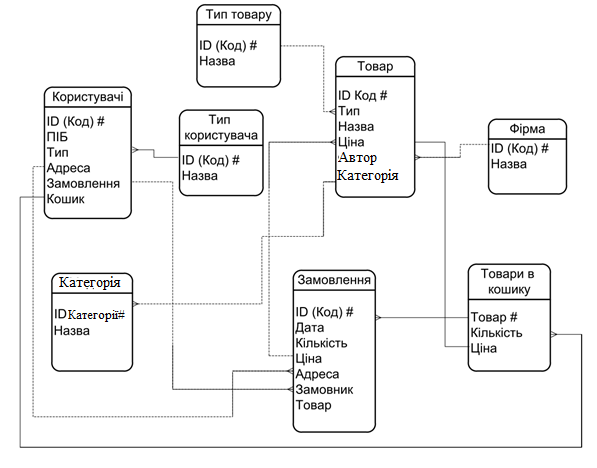 Тип товару
ID (Код) #
Назва
Товар
ID Код #
Тип
Назва
Ціна
Автор
Категорія
Користувачі
ID (Код) #
ПІБ
Тип
Адреса
Замовлення
Кошик
Тип
користувача
ID (Код) #
Назва
Фірма
ID (Код) #
Назва
Категорія
ID Категорії#
Назва
Замовлення
ID (Код) #
Дата
Кількість
Ціна
Адреса
Замовник
Товар
Товари в
кошику
Товар #
Кількість
Ціна